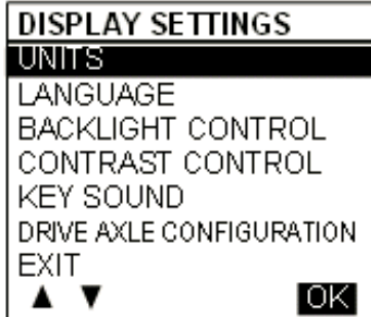 DISPLAY SETTINGS
UNITS
LANGUAGE
BACKLIGHT CONTROL
CONTRAST CONTROL
KEY SOUND
DRIVE AXLE CONFIGURATION
EXIT
▲ ▼ OK